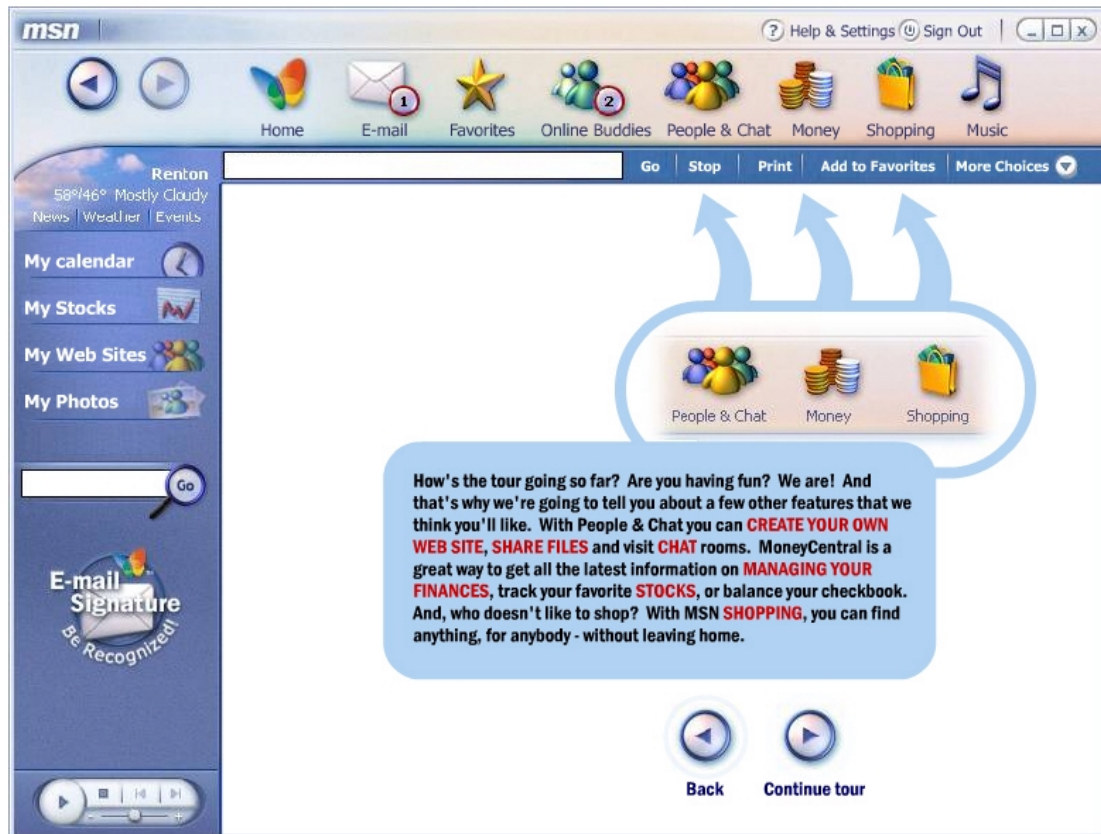 msn
Help & Settings
Sign Out
Home
E-mail
1
Favorites
Online Buddies
2
People & Chat
Money
Shopping
Music
Go
Stop
Print
Add to Favorites
More Choices
Renton
58º/46º Mostly Cloudy
News | Weather | Events
My calendar
My Stocks
My Web Sites
My Photos
Go
E-mail
Signature
Be Recognized!
People & Chat
Money
Shopping
How's the tour going so far? Are you having fun? We are! And
that's why we're going to tell you about a few other features that we
think you'll like. With People & Chat you can CREATE YOUR OWN
WEB SITE, SHARE FILES and visit CHAT rooms. MoneyCentral is a
great way to get all the latest information on MANAGING YOUR
FINANCES, track your favorite STOCKS, or balance your checkbook.
And, who doesn't like to shop? With MSN SHOPPING, you can find
anything, for anybody - without leaving home.
Back
Continue tour